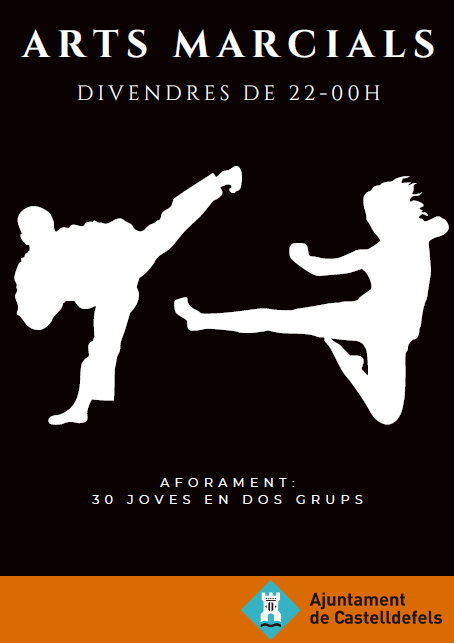 ARTS MARCIALS
DIVENDRES DE 22-00H
AFORAMENT:
30 JOVES EN DOS GRUPS
Ajuntament
de Castelldefels